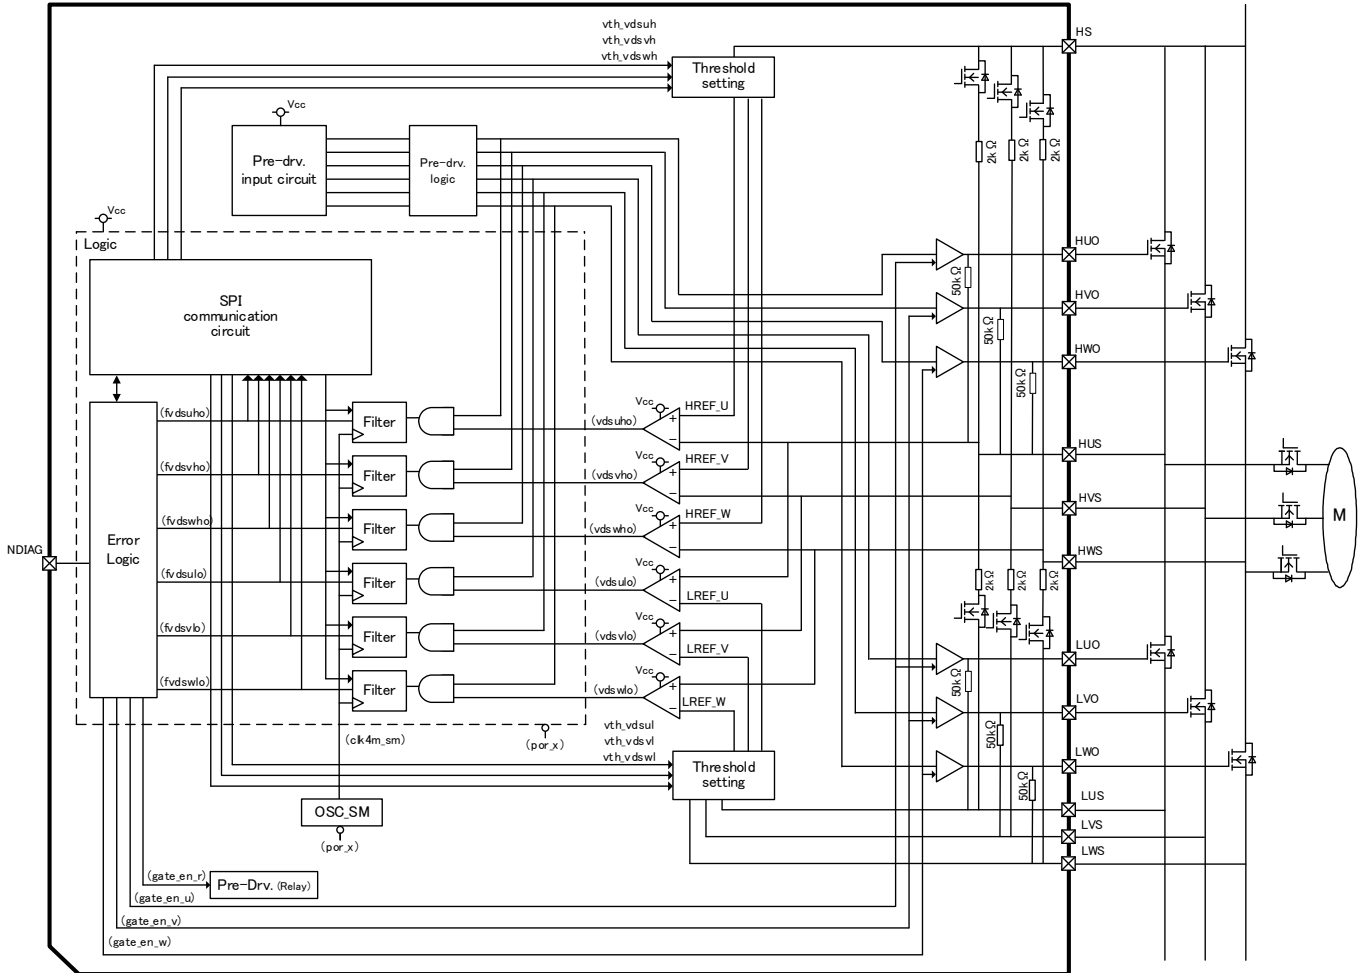 vth_vdsuh
vth_vdsvh
vth_vdswh
Threshold
setting
HS
2kΩ
2kΩ
2kΩ
Vcc
Pre-drv.
input circuit
Pre-drv.
logic
Vcc
Logic
SPI
communication
circuit
HUO
50kΩ
HVO
50kΩ
HWO
50kΩ
(fvdsuho)
Filter
(vdsuho)
Vcc
HREF_U
+
−
HUS
(fvdsvho)
Filter
(vdsvho)
Vcc
HREF_V
+
−
HVS
(fvdswho)
Filter
(vdswho)
Vcc
HREF_W
+
−
HWS
M
NDIAG
Error
Logic
(fvdsulo)
Filter
(vdsulo)
Vcc
+
−
LREF_U
2kΩ
2kΩ
2kΩ
(fvdsvlo)
Filter
(vdsvlo)
Vcc
+
−
LREF_V
LUO
50kΩ
(fvdswlo)
Filter
(vdswlo)
Vcc
+
−
LREF_W
LVO
50kΩ
(clk4m_sm)
(por_x)
vth_vdsul
vth_vdsvl
vth_vdswl
Threshold
setting
LWO
50kΩ
OSC_SM
(por_x)
LUS
LVS
LWS
(gate_en_r)
Pre-Drv. (Relay)
(gate_en_u)
(gate_en_v)
(gate_en_w)